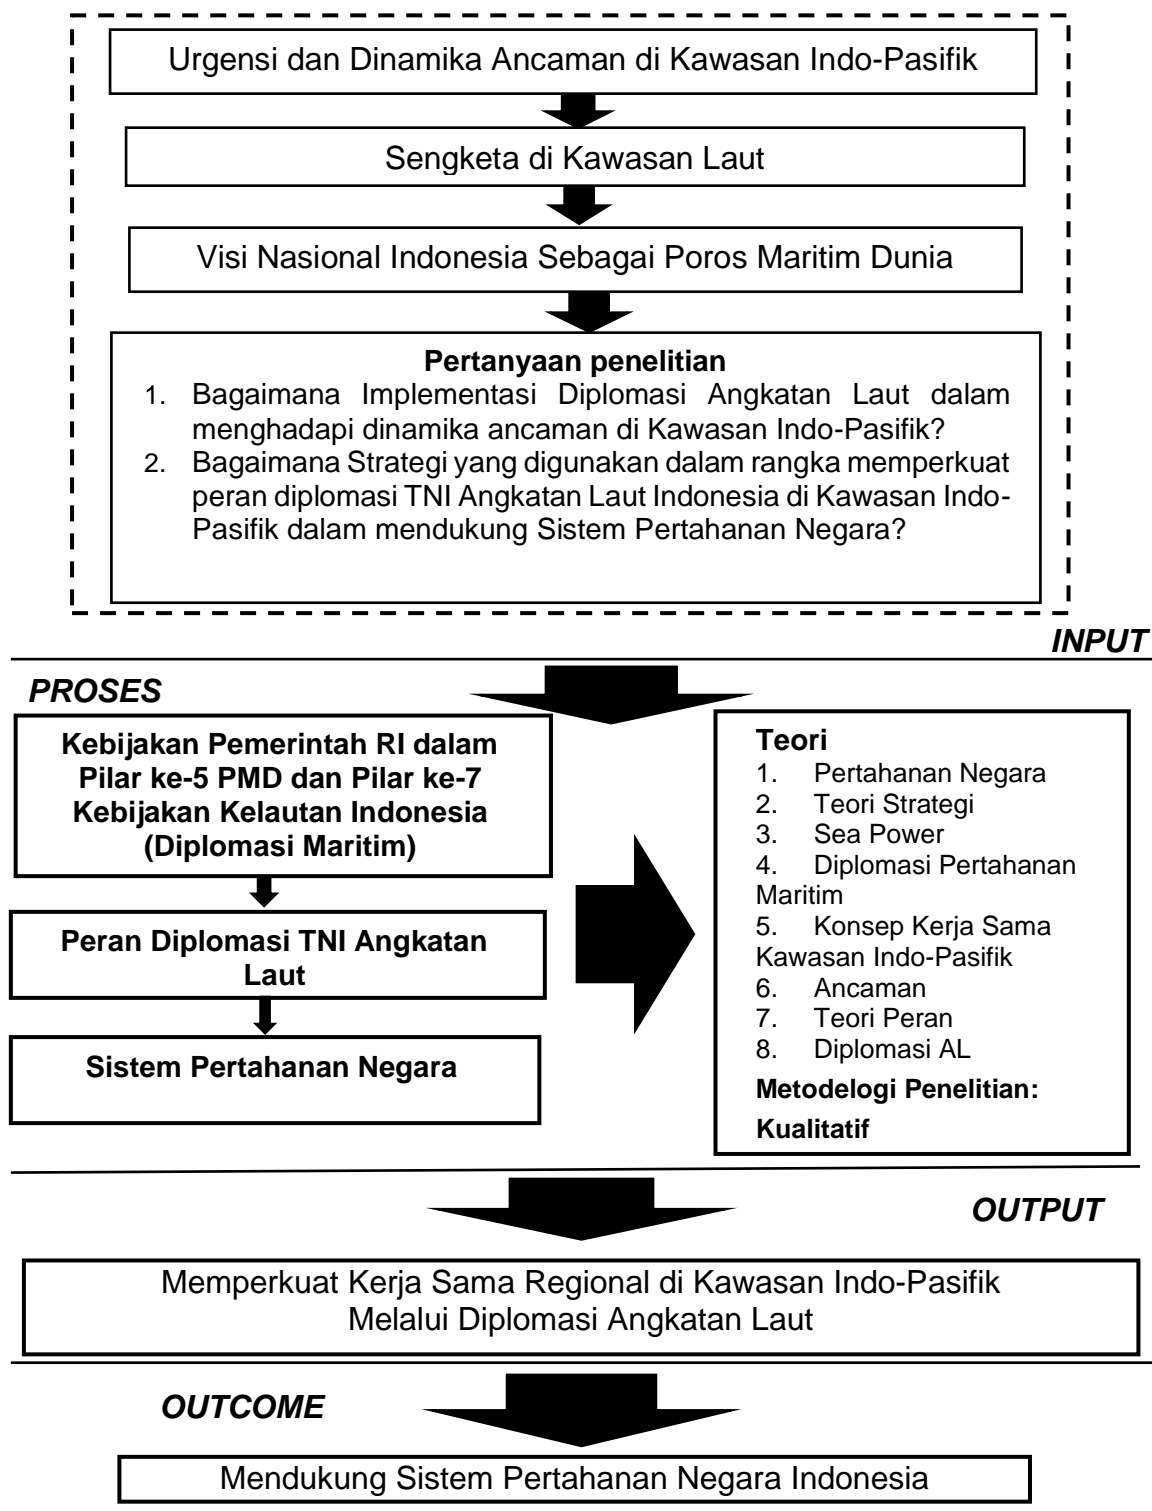 Urgensi dan Dinamika Ancaman di Kawasan Indo-Pasifik
Sengketa di Kawasan Laut
Visi Nasional Indonesia Sebagai Poros Maritim Dunia
Pertanyaan penelitian
1. Bagaimana Implementasi Diplomasi Angkatan Laut dalam
menghadapi dinamika ancaman di Kawasan Indo-Pasifik?
2. Bagaimana Strategi yang digunakan dalam rangka memperkuat
peran diplomasi TNI Angkatan Laut Indonesia di Kawasan Indo-
Pasifik dalam mendukung Sistem Pertahanan Negara?
INPUT
PROSES
Kebijakan Pemerintah RI dalam
Pilar ke-5 PMD dan Pilar ke-7
Kebijakan Kelautan Indonesia
(Diplomasi Maritim)
Peran Diplomasi TNI Angkatan
Laut
Sistem Pertahanan Negara
Teori
1. Pertahanan Negara
2. Teori Strategi
3. Sea Power
4. Diplomasi Pertahanan
Maritim
5. Konsep Kerja Sama
Kawasan Indo-Pasifik
6. Ancaman
7. Teori Peran
8. Diplomasi AL
Metodelogi Penelitian:
Kualitatif
OUTPUT
Memperkuat Kerja Sama Regional di Kawasan Indo-Pasifik
Melalui Diplomasi Angkatan Laut
OUTCOME
Mendukung Sistem Pertahanan Negara Indonesia